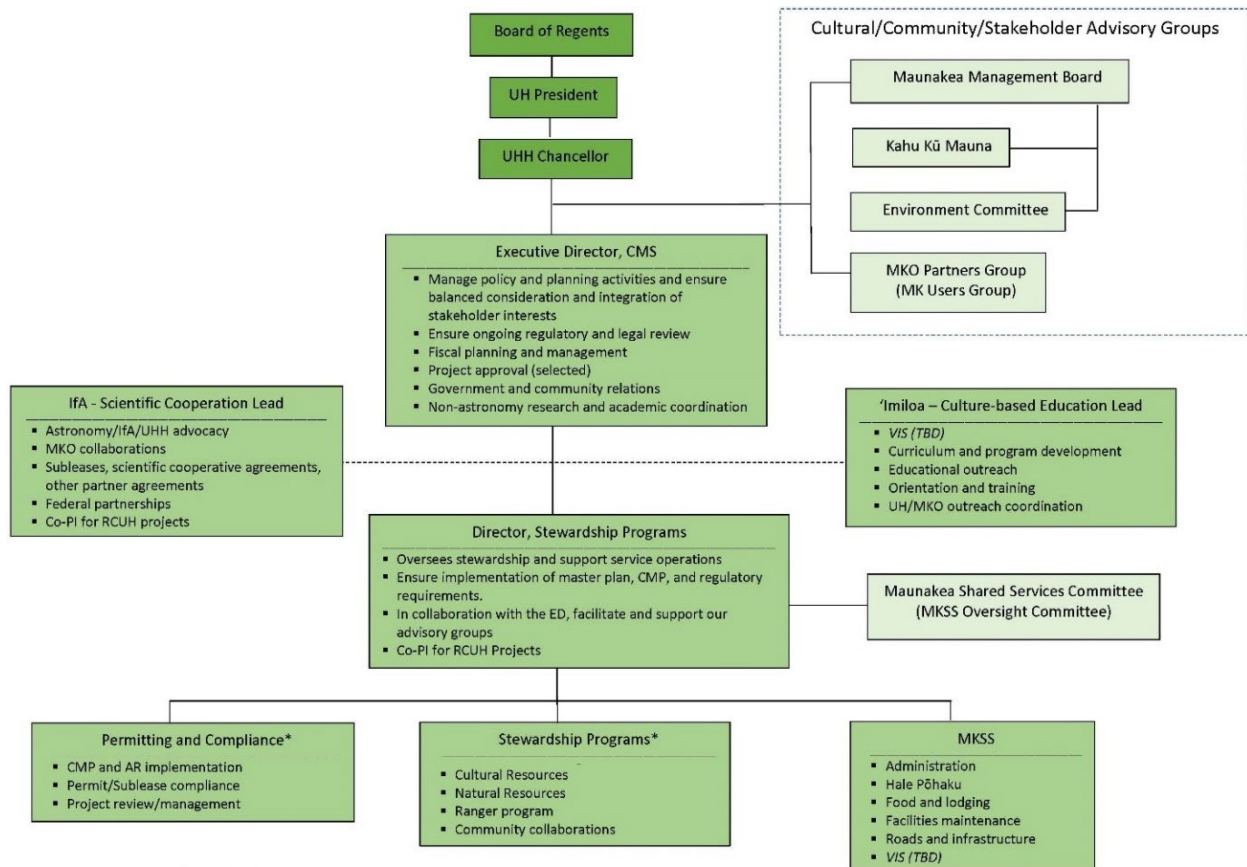 Board of Regents
UH President
UHH Chancellor
Cultural/Community/Stakeholder Advisory Groups
Maunakea Management Board
Kahu Kū Mauna
Environment Committee
MKO Partners Group
(MK Users Group)
Executive Director, CMS
▪ Manage policy and planning activities and ensure
balanced consideration and integration of
stakeholder interests
▪ Ensure ongoing regulatory and legal review
▪ Fiscal planning and management
▪ Project approval (selected)
▪ Government and community relations
▪ Non-astronomy research and academic coordination
IfA - Scientific Cooperation Lead
▪ Astronomy/IfA/UHH advocacy
▪ MKO collaborations
▪ Subleases, scientific cooperative agreements,
other partner agreements
▪ Federal partnerships
▪ Co-PI for RCUH projects
‘Imiloa – Culture-based Education Lead
▪ VIS (TBD)
▪ Curriculum and program development
▪ Educational outreach
▪ Orientation and training
▪ UH/MKO outreach coordination
Director, Stewardship Programs
▪ Oversees stewardship and support service operations
▪ Ensure implementation of master plan, CMP, and regulatory
requirements.
▪ In collaboration with the ED, facilitate and support our
advisory groups
▪ Co-PI for RCUH Projects
Maunakea Shared Services Committee
(MKSS Oversight Committee)
Permitting and Compliance*
▪ CMP and AR implementation
▪ Permit/Sublease compliance
▪ Project review/management
Stewardship Programs*
▪ Cultural Resources
▪ Natural Resources
▪ Ranger program
▪ Community collaborations
MKSS
▪ Administration
▪ Hale Pōhaku
▪ Food and lodging
▪ Facilities maintenance
▪ Roads and infrastructure
▪ VIS (TBD)